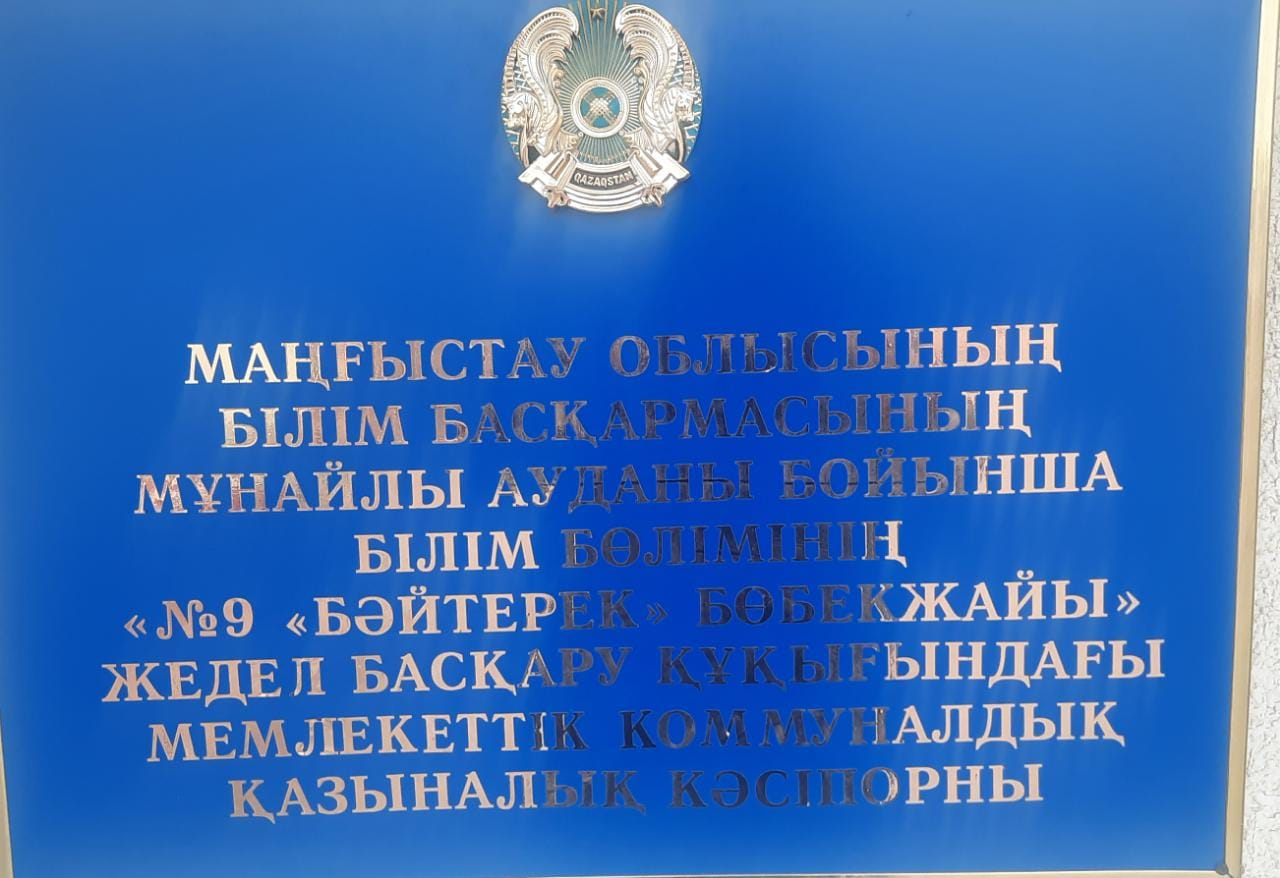 QAZAQSTAN
МАҢҒЫСТАУ ОБЛЫСЫНЫҢ
БІЛІМ БАСҚАРМАСЫНЫҢ
МҰНАЙЛЫ АУДАНЫ БОЙЫНША
БІЛІМ БӨЛІМІНІҢ
«№9 «БӘЙТЕРЕК» БӨБЕКЖАЙЫ»
ЖЕДЕЛ БАСҚАРУ ҚҰҚЫҒЫНДАҒЫ
МЕМЛЕКЕТТІК КОММУНАЛДЫҚ
ҚАЗЫНАЛЫҚ КӘСІПОРНЫ